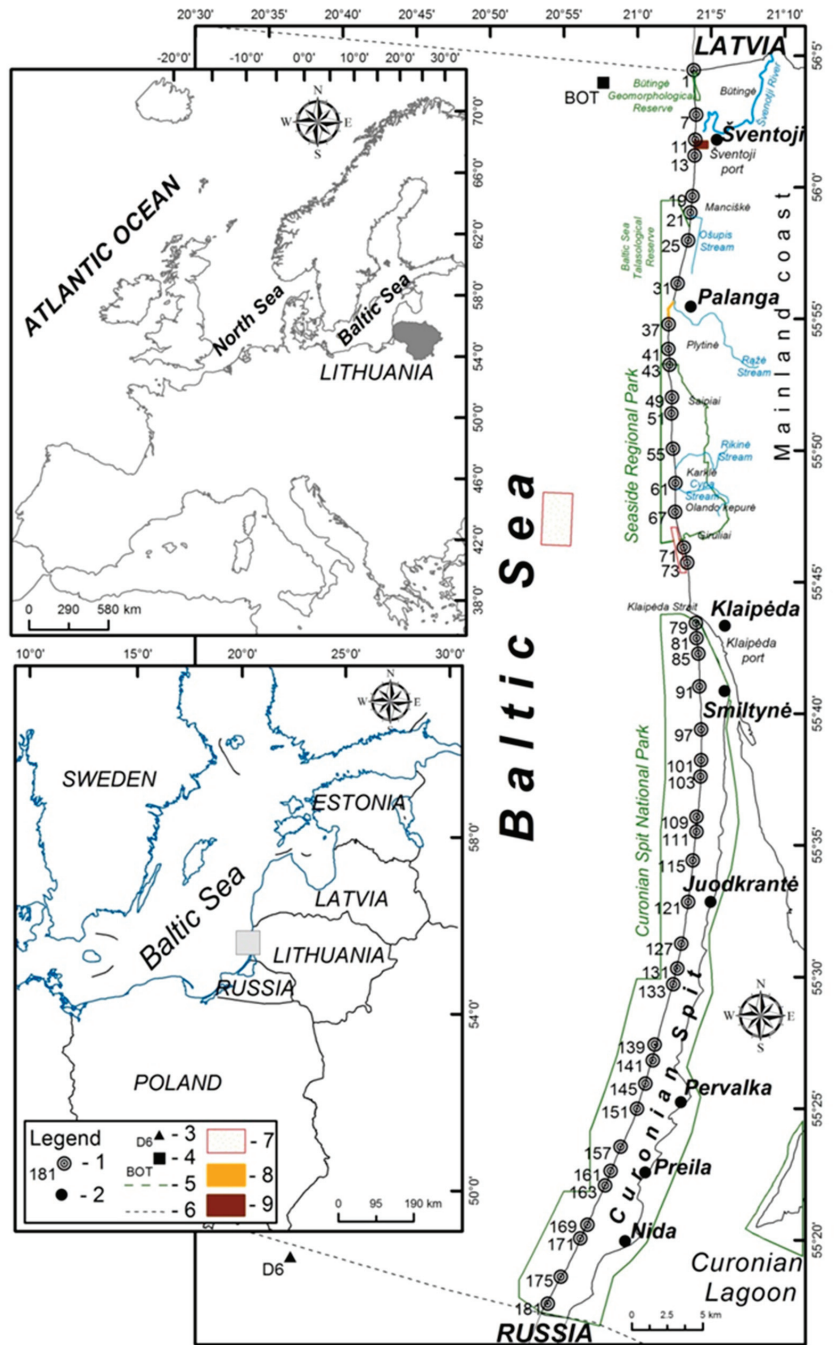 20°30' 20°35' 20°40' 20°45' 20°50' 20°55' 21°0' 21°5' 21°10'
LATVIA
56°5'
1
BOT
Būtingė Geomorphological Reserve
Būtingė
Šventoji River
7
11
Šventoji
13
Šventoji port
56°0'
19
Manciškė
21
Ošupis Stream
25
Baltic Sea Talasological Reserve
31
Palanga
55°55'
37
41
Plytinė
43
Ražė Stream
Mainland coast
49
Šaipiai
51
55°50'
55
Rikinė Stream
Karklė
61
Cypa Stream
67
Olando kepurė
Seaside Regional Park
Giruliai
71
73
55°45'
Klaipėda Strait
Klaipėda
79
81
Klaipėda port
85
91
Smiltynė
55°40'
97
101
103
109
111
55°35'
115
Juodkrantė
121
Curonian Spit National Park
127
131
133
55°30'
139
141
145
Pervalka
151
55°25'
157
161
Preila
163
Curonian Spit
169
171
Nida
55°20'
175
Curonian
Lagoon
181
0 2.5 5 km
RUSSIA
Baltic Sea
W N E S
-20°0' -10°0' 0°0' 10°0' 20°0' 30°0'
N
W E
S
70°0'
66°0'
62°0'
58°0'
54°0'
50°0'
46°0'
42°0'
38°0'
ATLANTIC OCEAN
North Sea
Baltic Sea
LITHUANIA
0 290 580 km
10°0' 15°0' 20°0' 25°0' 30°0'
N
W E
S
SWEDEN
ESTONIA
58°0'
LATVIA
Baltic Sea
LITHUANIA
RUSSIA
54°0'
POLAND
50°0'
Legend
181 - 1
- 2
D6 - 3
BOT - 4
- 5
- 6
- 7
- 8
- 9
0 95 190 km
D6